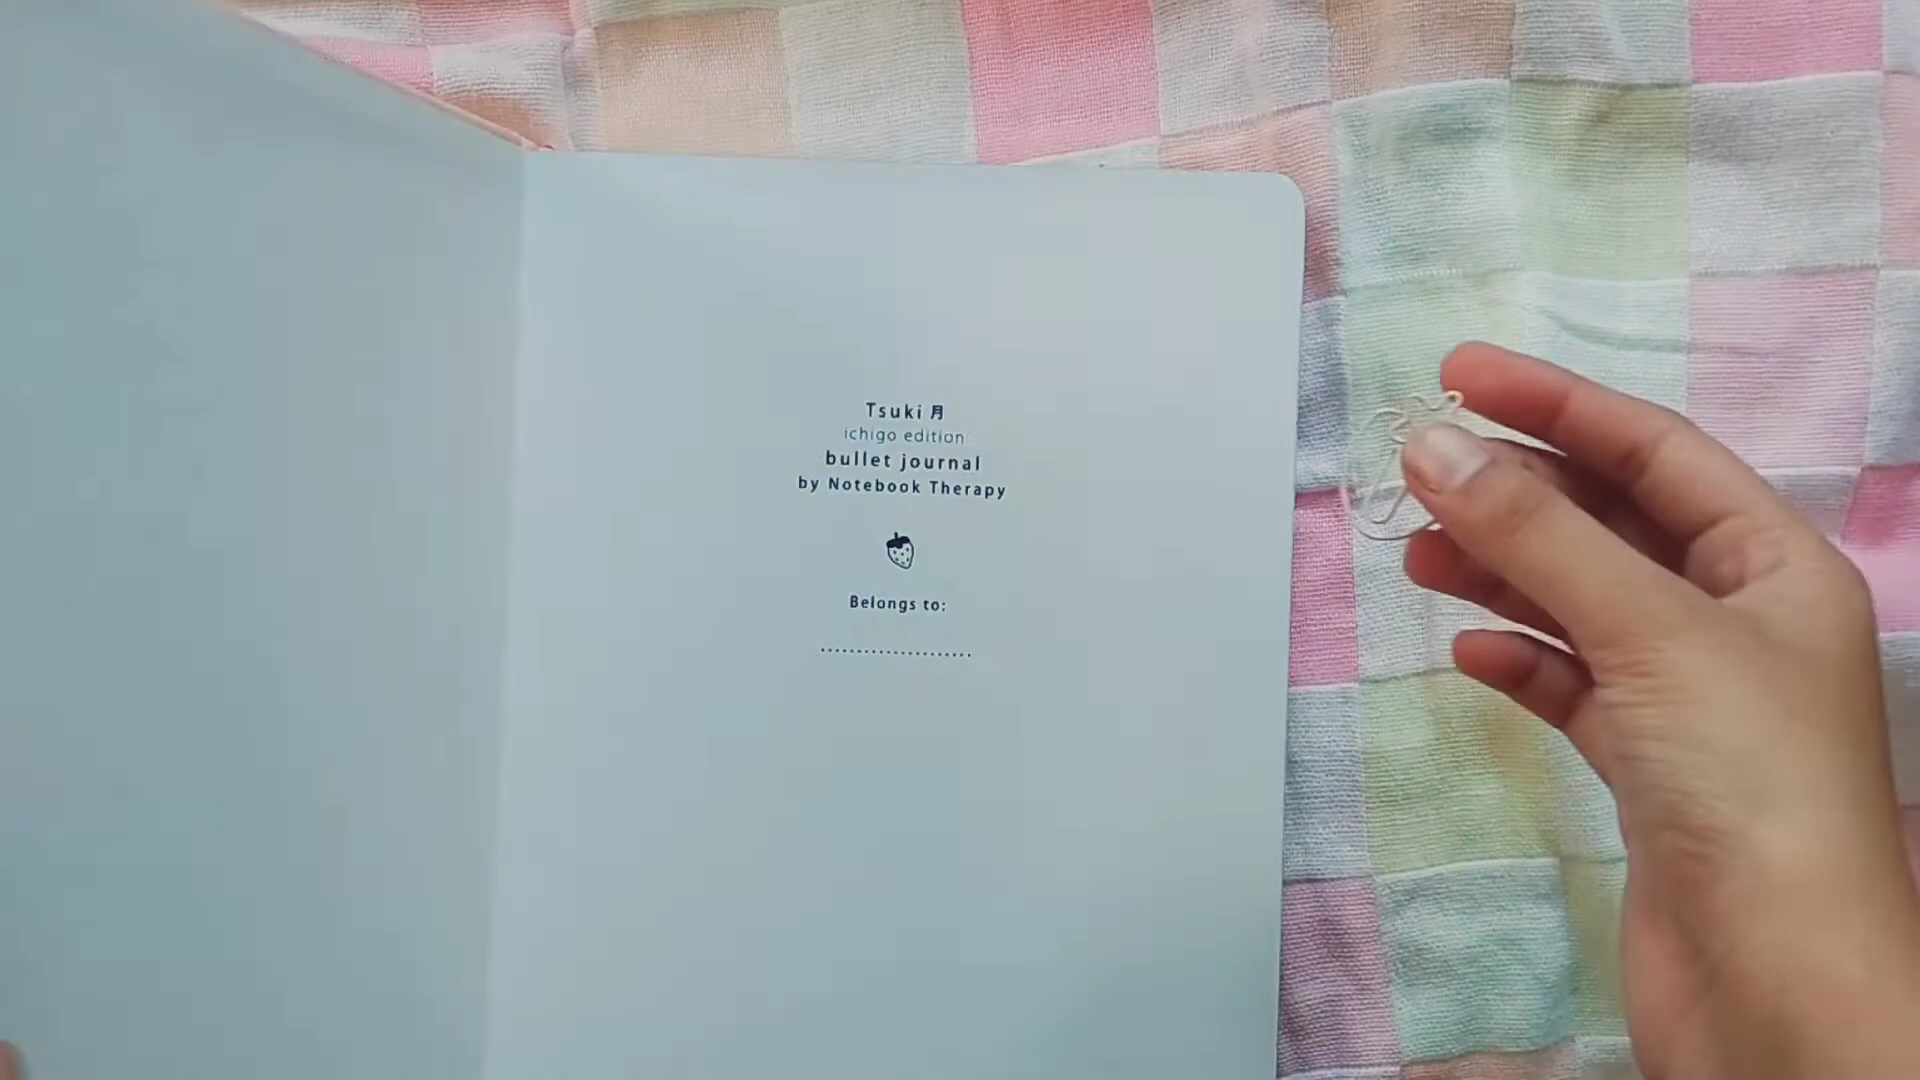 Tsuki 月
ichigo edition
bullet journal
by Notebook Therapy
Belongs to:
.....................